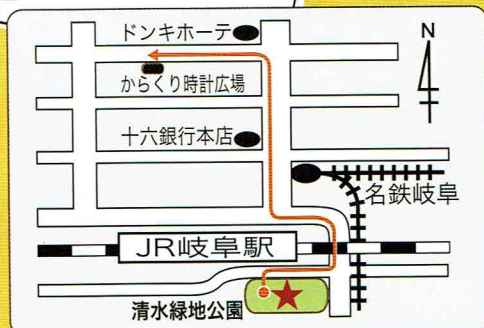 ドンキホーテ
N
からくり時計広場
十六銀行本店
名鉄岐阜
JR岐阜駅
清水緑地公園